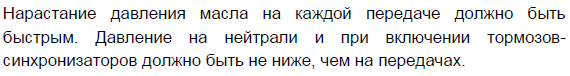 Нарастание давления масла на каждой передаче должно быть
быстрым. Давление на нейтрали и при включении тормозов-
синхронизаторов должно быть не ниже, чем на передачах.